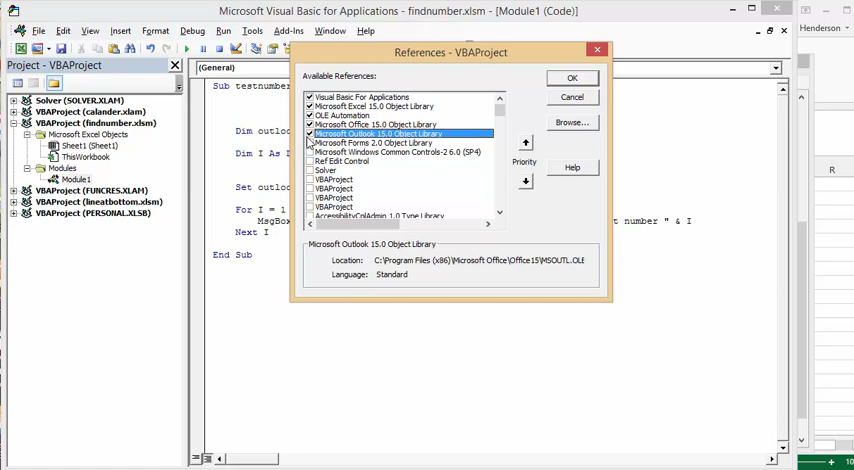 Microsoft Visual Basic for Applications - findnumber.xlsm - [Module1 (Code)]
File Edit View Insert Format Debug Run Tools Add-Ins Window Help
Henderson
Project - VBAProject
Solver (SOLVER.XLAM)
VBAProject (calander.xlam)
VBAProject (findnumber.xlsm)
Microsoft Excel Objects
Sheet1 (Sheet1)
ThisWorkbook
Modules
Module1
VBAProject (FUNCRES.XLAM)
VBAProject (lineatbottom.XLAM)
VBAProject (PERSONAL.XLSB)
(General)
Sub testnumber
Dim outloo
Dim I As
Set outloo
For I = 1
MsgBox
t number " & I
Next I
End Sub
References - VBAProject
Available References:
Visual Basic For Applications
Microsoft Excel 15.0 Object Library
OLE Automation
Microsoft Office 15.0 Object Library
Microsoft Outlook 15.0 Object Library
Microsoft Forms 2.0 Object Library
Microsoft Windows Common Controls-2 6.0 (SP4)
Ref Edit Control
Solver
VBAProject
VBAProject
VBAProject
VBAProject
AccessibilityCplAdmin 1.0 Type Library
OK
Cancel
Browse...
Priority
Help
Microsoft Outlook 15.0 Object Library
Location: C:\Program Files (x86)\Microsoft Office\Office15\MSOUTL.OLB
Language: Standard
R
10